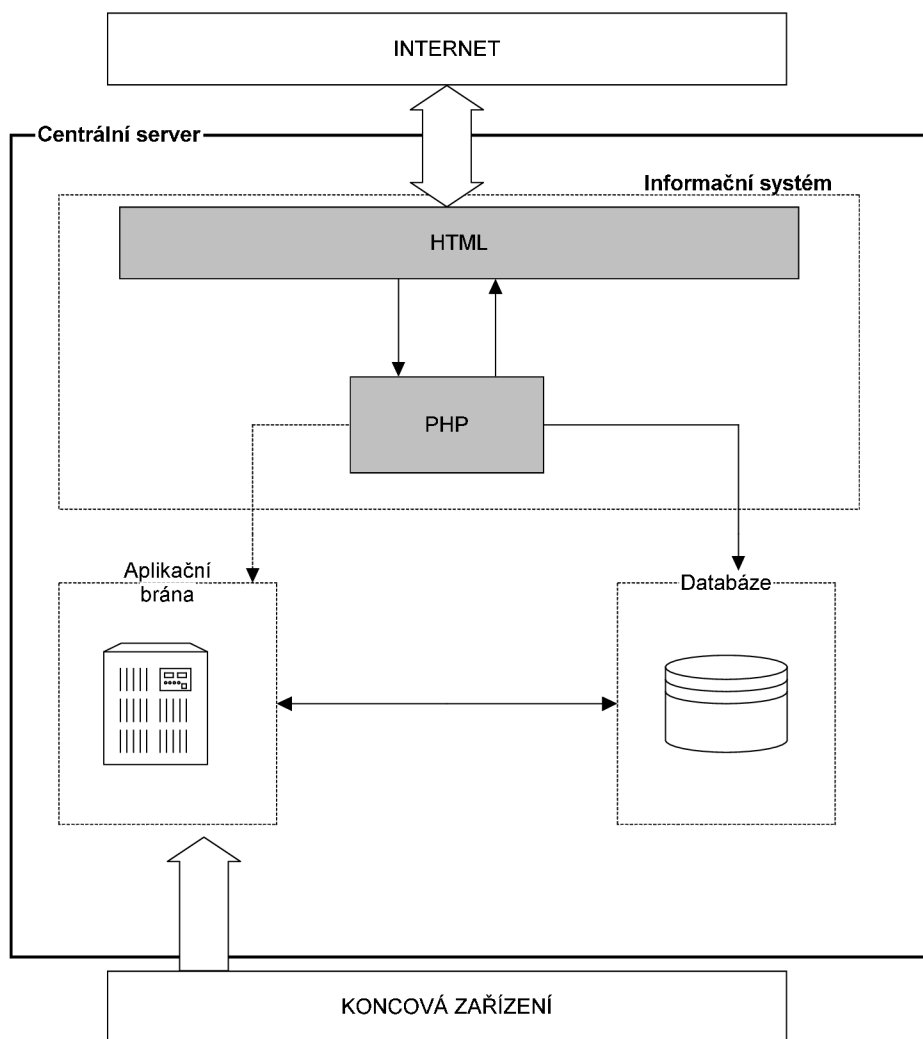 INTERNET
Centrální server
Informační systém
HTML
PHP
Aplikační
brána
Databáze
KONCOVÁ ZAŘÍZENÍ